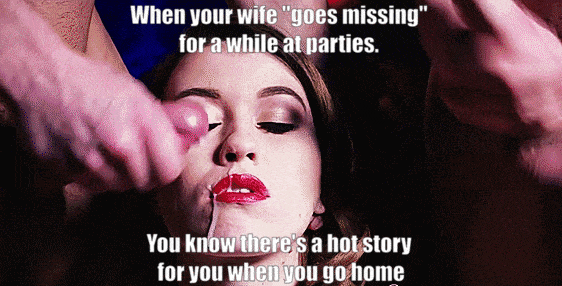 When your wife "goes missing"
for a while at parties.
You know there's a hot story
for you when you go home